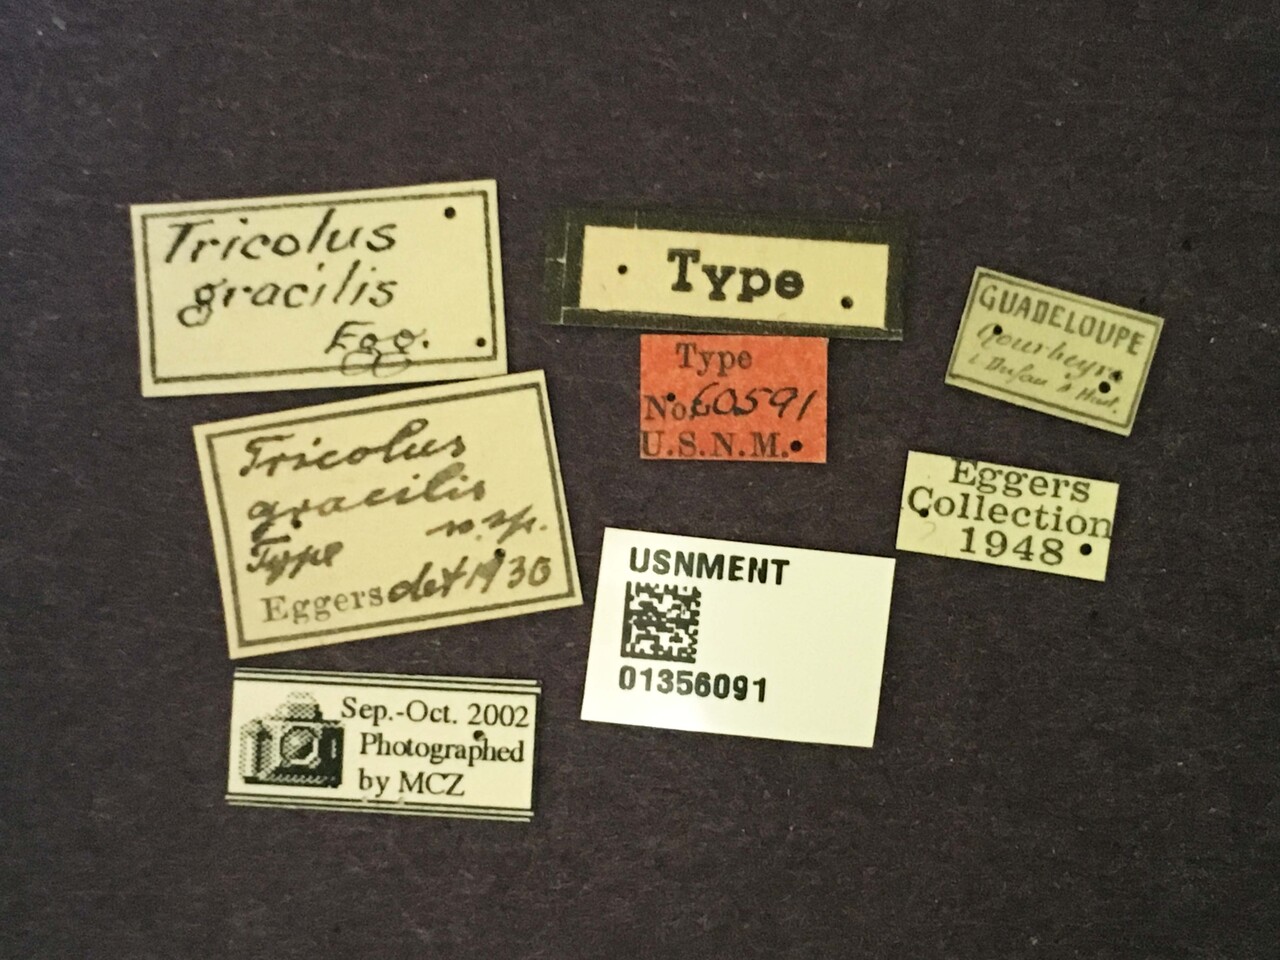 Tricolus
gracilis
Egg.
Type
GUADELOUPE
Gourbeyre
Dufau
Type
No. 60591
U.S.N.M.
Tricolus
gracilis
n. sp.
Type
Eggers det 1930
Eggers
Collection
1948
USNMENT
01356091
Sep.-Oct. 2002
Photographed
by MCZ